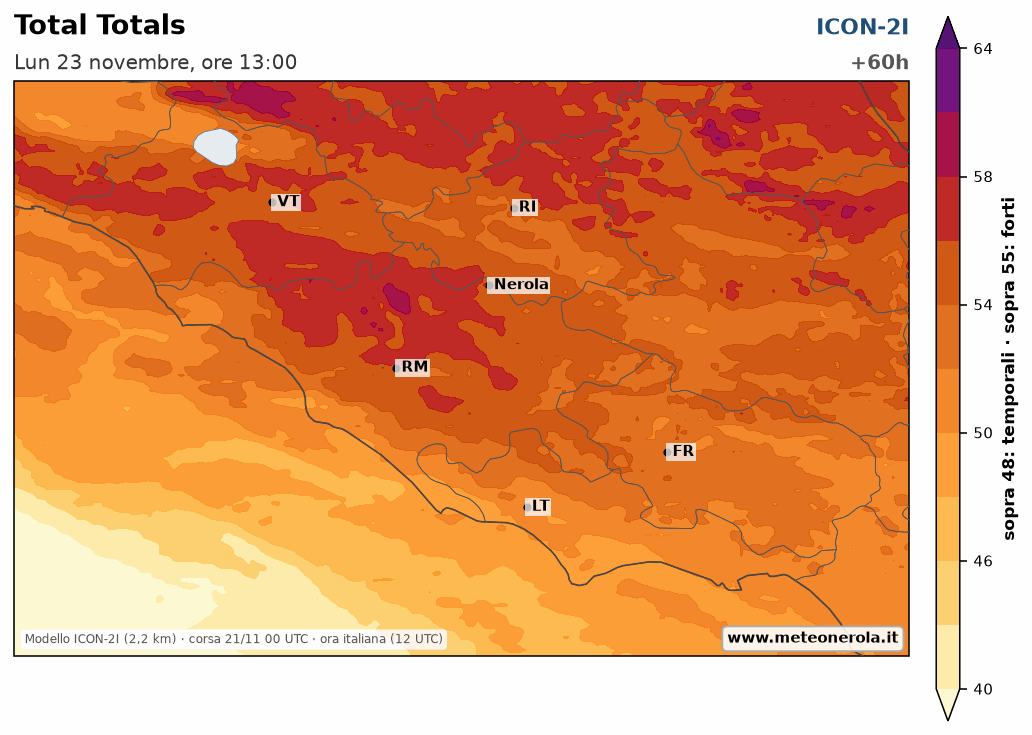 Total Totals
ICON-2I
Lun 23 novembre, ore 13:00
+60h
VT
RI
Nerola
RM
FR
LT
Modello ICON-2I (2,2 km) · corsa 21/11 00 UTC · ora italiana (12 UTC)
www.meteonerola.it
64
58
54
50
46
40
sopra 48: temporali · sopra 55: forti